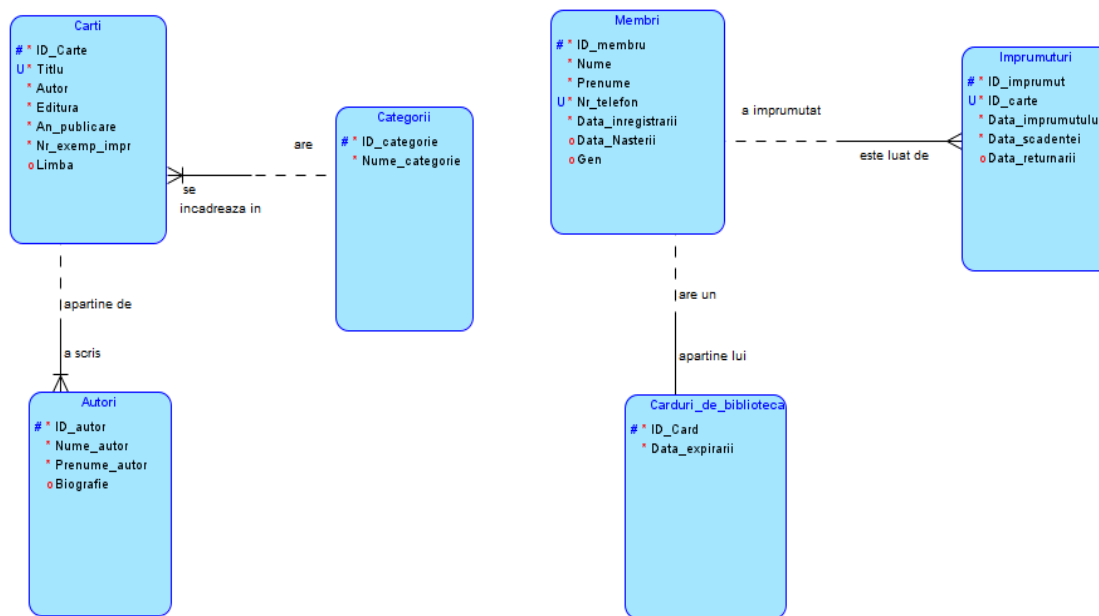 Carti
# * ID_Carte
U * Titlu
* Autor
* Editura
* An_publicare
* Nr_exemp_impr
o Limba
are
se
incadreaza in
Categorii
# * ID_categorie
* Nume_categorie
apartine de
a scris
Autori
# * ID_autor
* Nume_autor
* Prenume_autor
o Biografie
Membri
# * ID_membru
* Nume
* Prenume
U * Nr_telefon
* Data_inregistrarii
o Data_Nasterii
o Gen
a imprumutat
este luat de
Imprumuturi
# * ID_imprumut
U * ID_carte
* Data_imprumutulu
* Data_scadentei
o Data_returnarii
are un
apartine lui
Carduri_de_biblioteca
# * ID_Card
* Data_expirarii